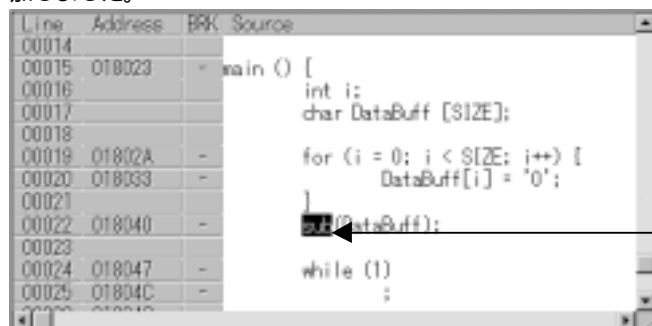 Line Address BRK Source
00014
00015 018023 - main () {
00016 int i;
00017 char DataBuff [SIZE];
00018
00019 01802A - for (i = 0; i < SIZE; i++) {
00020 018033 - DataBuff[i] = '0';
00021 }
00022 018040 - sub(DataBuff);
00023
00024 018047 - while (1)
00025 01804C - ;